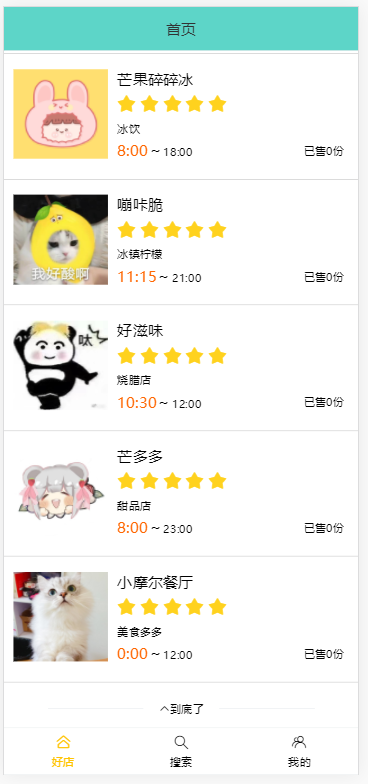 首页
芒果碎碎冰
冰饮
8:00 ~ 18:00 已售0份
嘣咔脆
我好酸啊
冰镇柠檬
11:15 ~ 21:00 已售0份
好滋味
呔
烧腊店
10:30 ~ 12:00 已售0份
芒多多
甜品店
8:00 ~ 23:00 已售0份
小摩尔餐厅
美食多多
0:00 ~ 12:00 已售0份
へ到底了
好店 搜索 我的